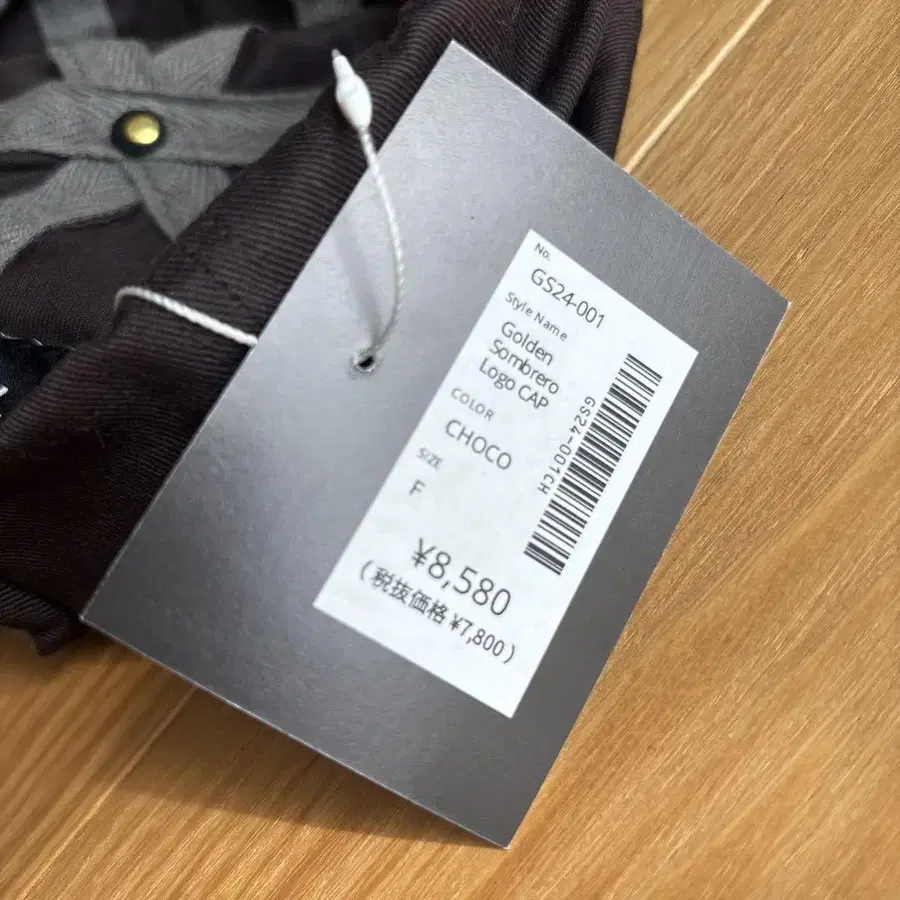 No.
GS24-001
Style Name
Golden
Sombrero
Logo CAP
COLOR
CHOCO
SIZE
F
¥8,580
(税抜価格 ¥7,800)
GS24-001CH